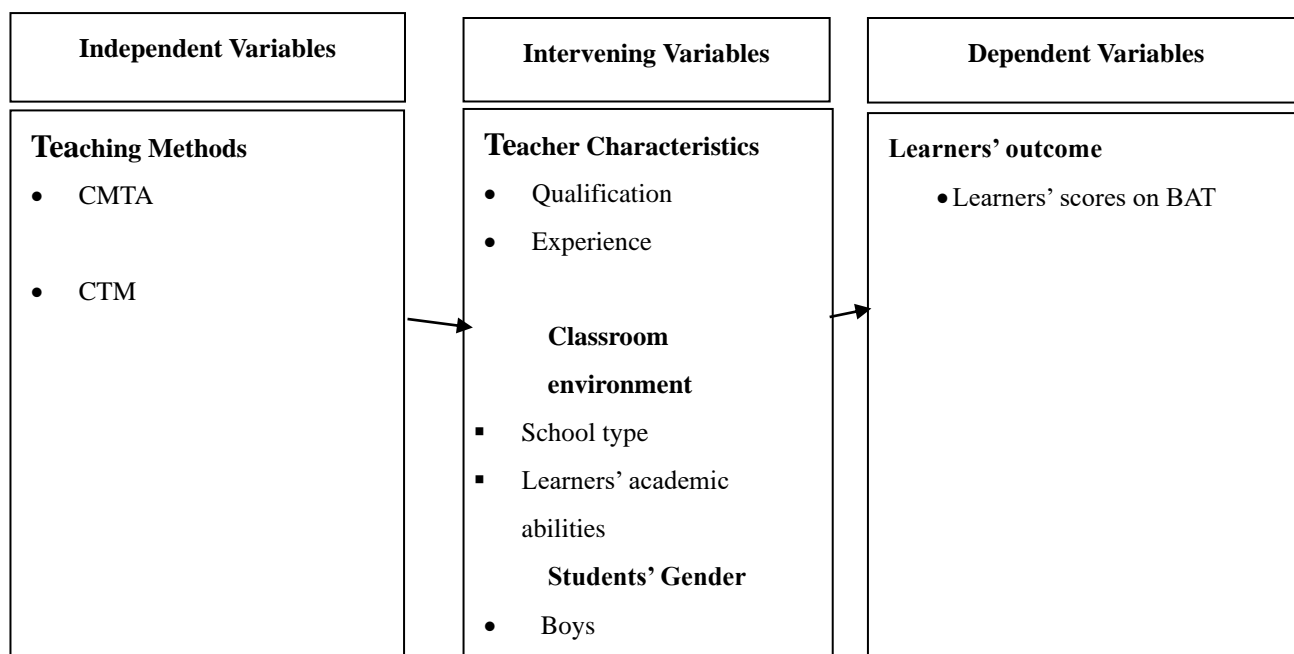 Independent Variables
Intervening Variables
Dependent Variables
Teaching Methods
• CMTA
• CTM
Teacher Characteristics
• Qualification
• Experience
Classroom
environment
▪ School type
▪ Learners’ academic
abilities
Students’ Gender
• Boys
Learners’ outcome
• Learners’ scores on BAT